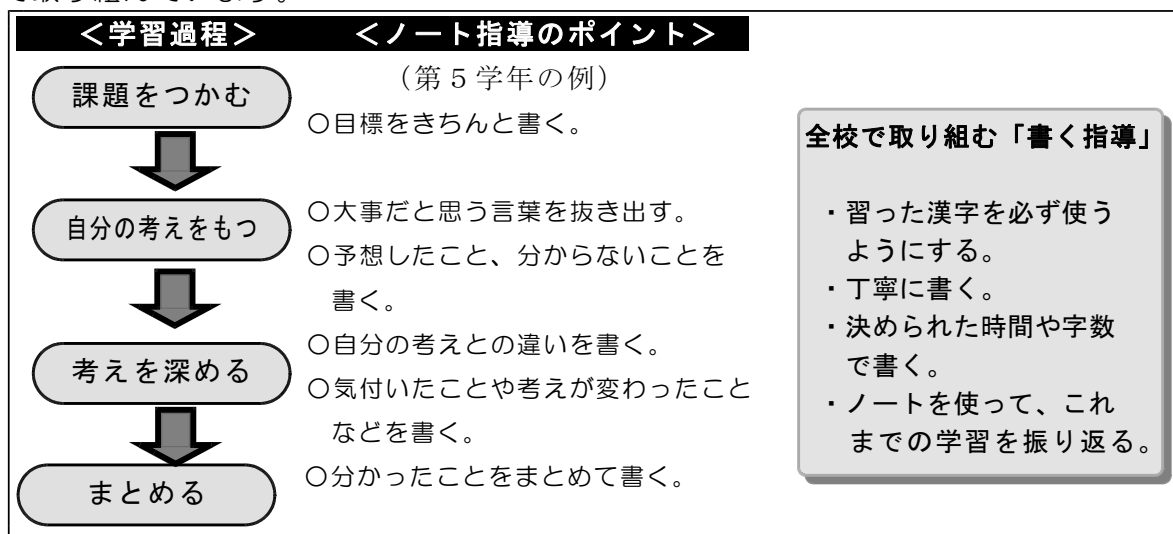 ＜学習過程＞　＜ノート指導のポイント＞
（第５学年の例）
課題をつかむ
○目標をきちんと書く。
自分の考えをもつ
○大事だと思う言葉を抜き出す。
○予想したこと、分からないことを
書く。
考えを深める
○自分の考えとの違いを書く。
○気付いたことや考えが変わったこと
などを書く。
まとめる
○分かったことをまとめて書く。
全校で取り組む「書く指導」
・習った漢字を必ず使う
ようにする。
・丁寧に書く。
・決められた時間や字数
で書く。
・ノートを使って、これ
までの学習を振り返る。